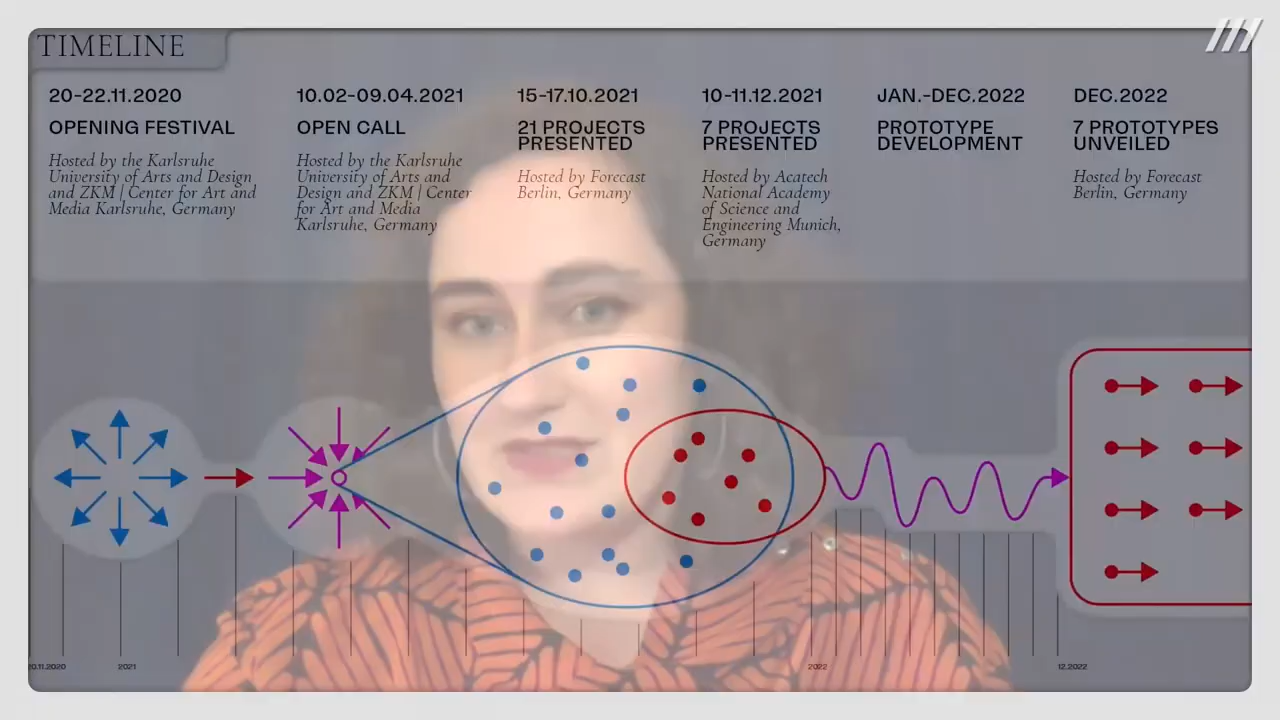 TIMELINE
20-22.11.2020
OPENING FESTIVAL
Hosted by the Karlsruhe
University of Arts and Design
and ZKM | Center for Art and
Media Karlsruhe, Germany
10.02-09.04.2021
OPEN CALL
Hosted by the Karlsruhe
University of Arts and
Design and ZKM | Center
for Art and Media
Karlsruhe, Germany
15-17.10.2021
21 PROJECTS
PRESENTED
Hosted by Forecast
Berlin, Germany
10-11.12.2021
7 PROJECTS
PRESENTED
Hosted by Acatech
National Academy
of Science and
Engineering Munich,
Germany
JAN.-DEC.2022
PROTOTYPE
DEVELOPMENT
DEC.2022
7 PROTOTYPES
UNVEILED
Hosted by Forecast
Berlin, Germany
20.11.2020
2021
2022
12.2022